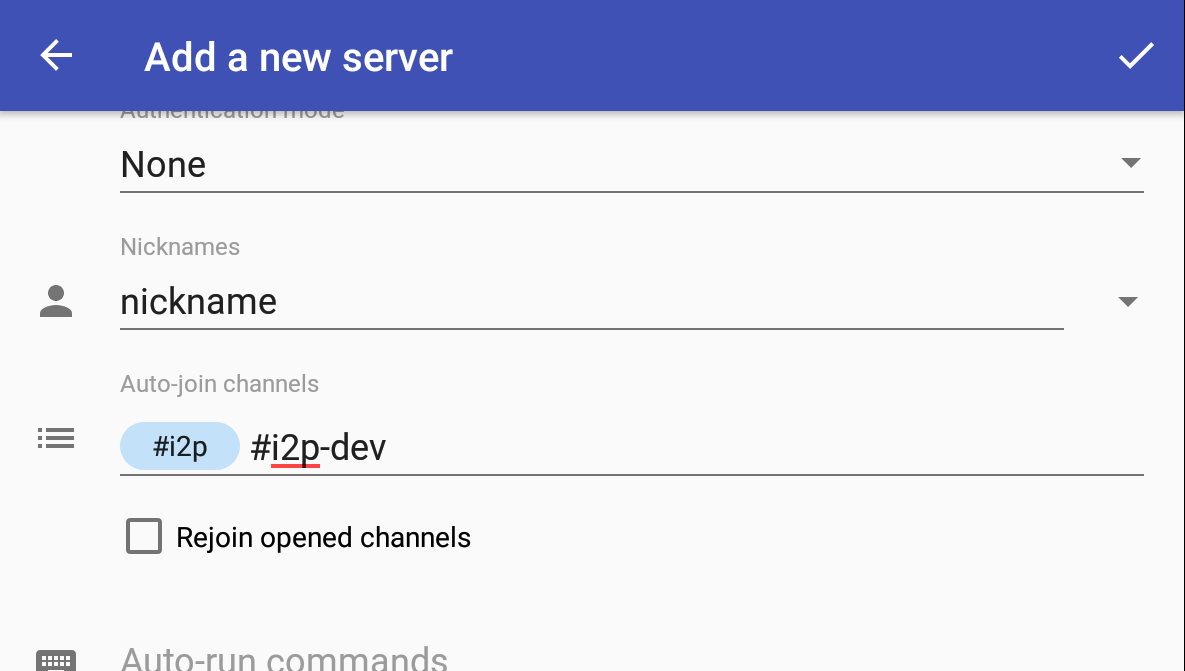 Add a new server
Authentication mode
None
Nicknames
nickname
Auto-join channels
#i2p #i2p-dev
Rejoin opened channels
Auto-run commands